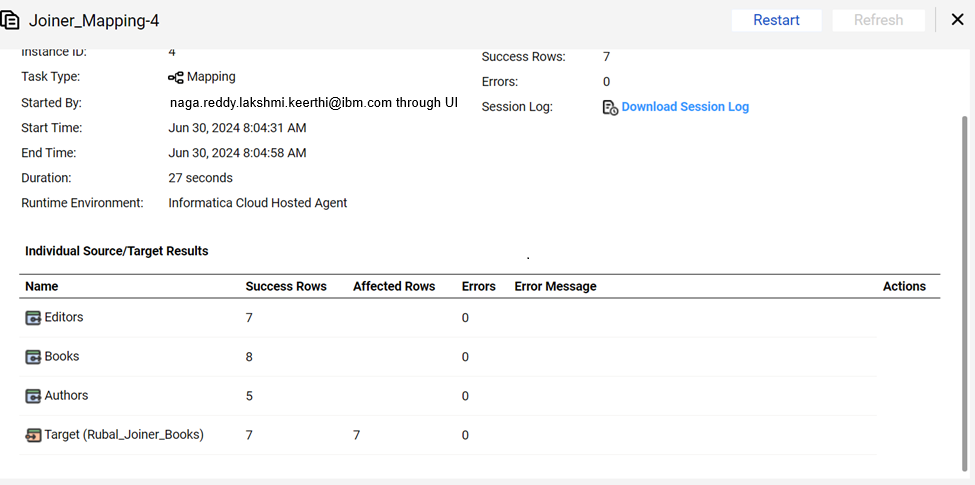 Joiner_Mapping-4
Restart
Refresh
Instance ID: 4
Task Type: Mapping
Started By: naga.reddy.lakshmi.keerthi@ibm.com through UI
Start Time: Jun 30, 2024 8:04:31 AM
End Time: Jun 30, 2024 8:04:58 AM
Duration: 27 seconds
Runtime Environment: Informatica Cloud Hosted Agent
Success Rows: 7
Errors: 0
Session Log: Download Session Log
Individual Source/Target Results
Name Success Rows Affected Rows Errors Error Message Actions
Editors 7 0
Books 8 0
Authors 5 0
Target (Rubal_Joiner_Books) 7 7 0